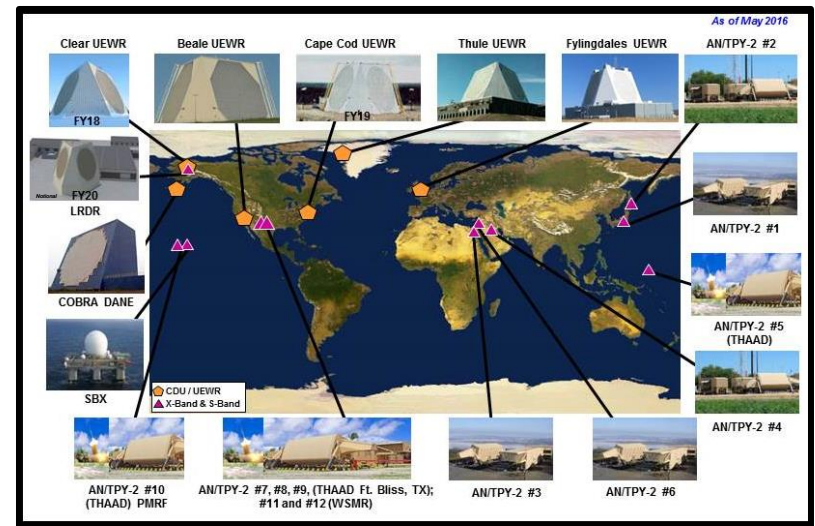 As of May 2016
Clear UEWR
Beale UEWR
Cape Cod UEWR
Thule UEWR
Fylingdales UEWR
AN/TPY-2 #2
FY18
FY19
National
FY20
LRDR
AN/TPY-2 #1
COBRA DANE
AN/TPY-2 #5
(THAAD)
SBX
CDU / UEWR
X-Band & S-Band
AN/TPY-2 #4
AN/TPY-2 #10
(THAAD) PMRF
AN/TPY-2 #7, #8, #9, (THAAD Ft. Bliss, TX);
#11 and #12 (WSMR)
AN/TPY-2 #3
AN/TPY-2 #6